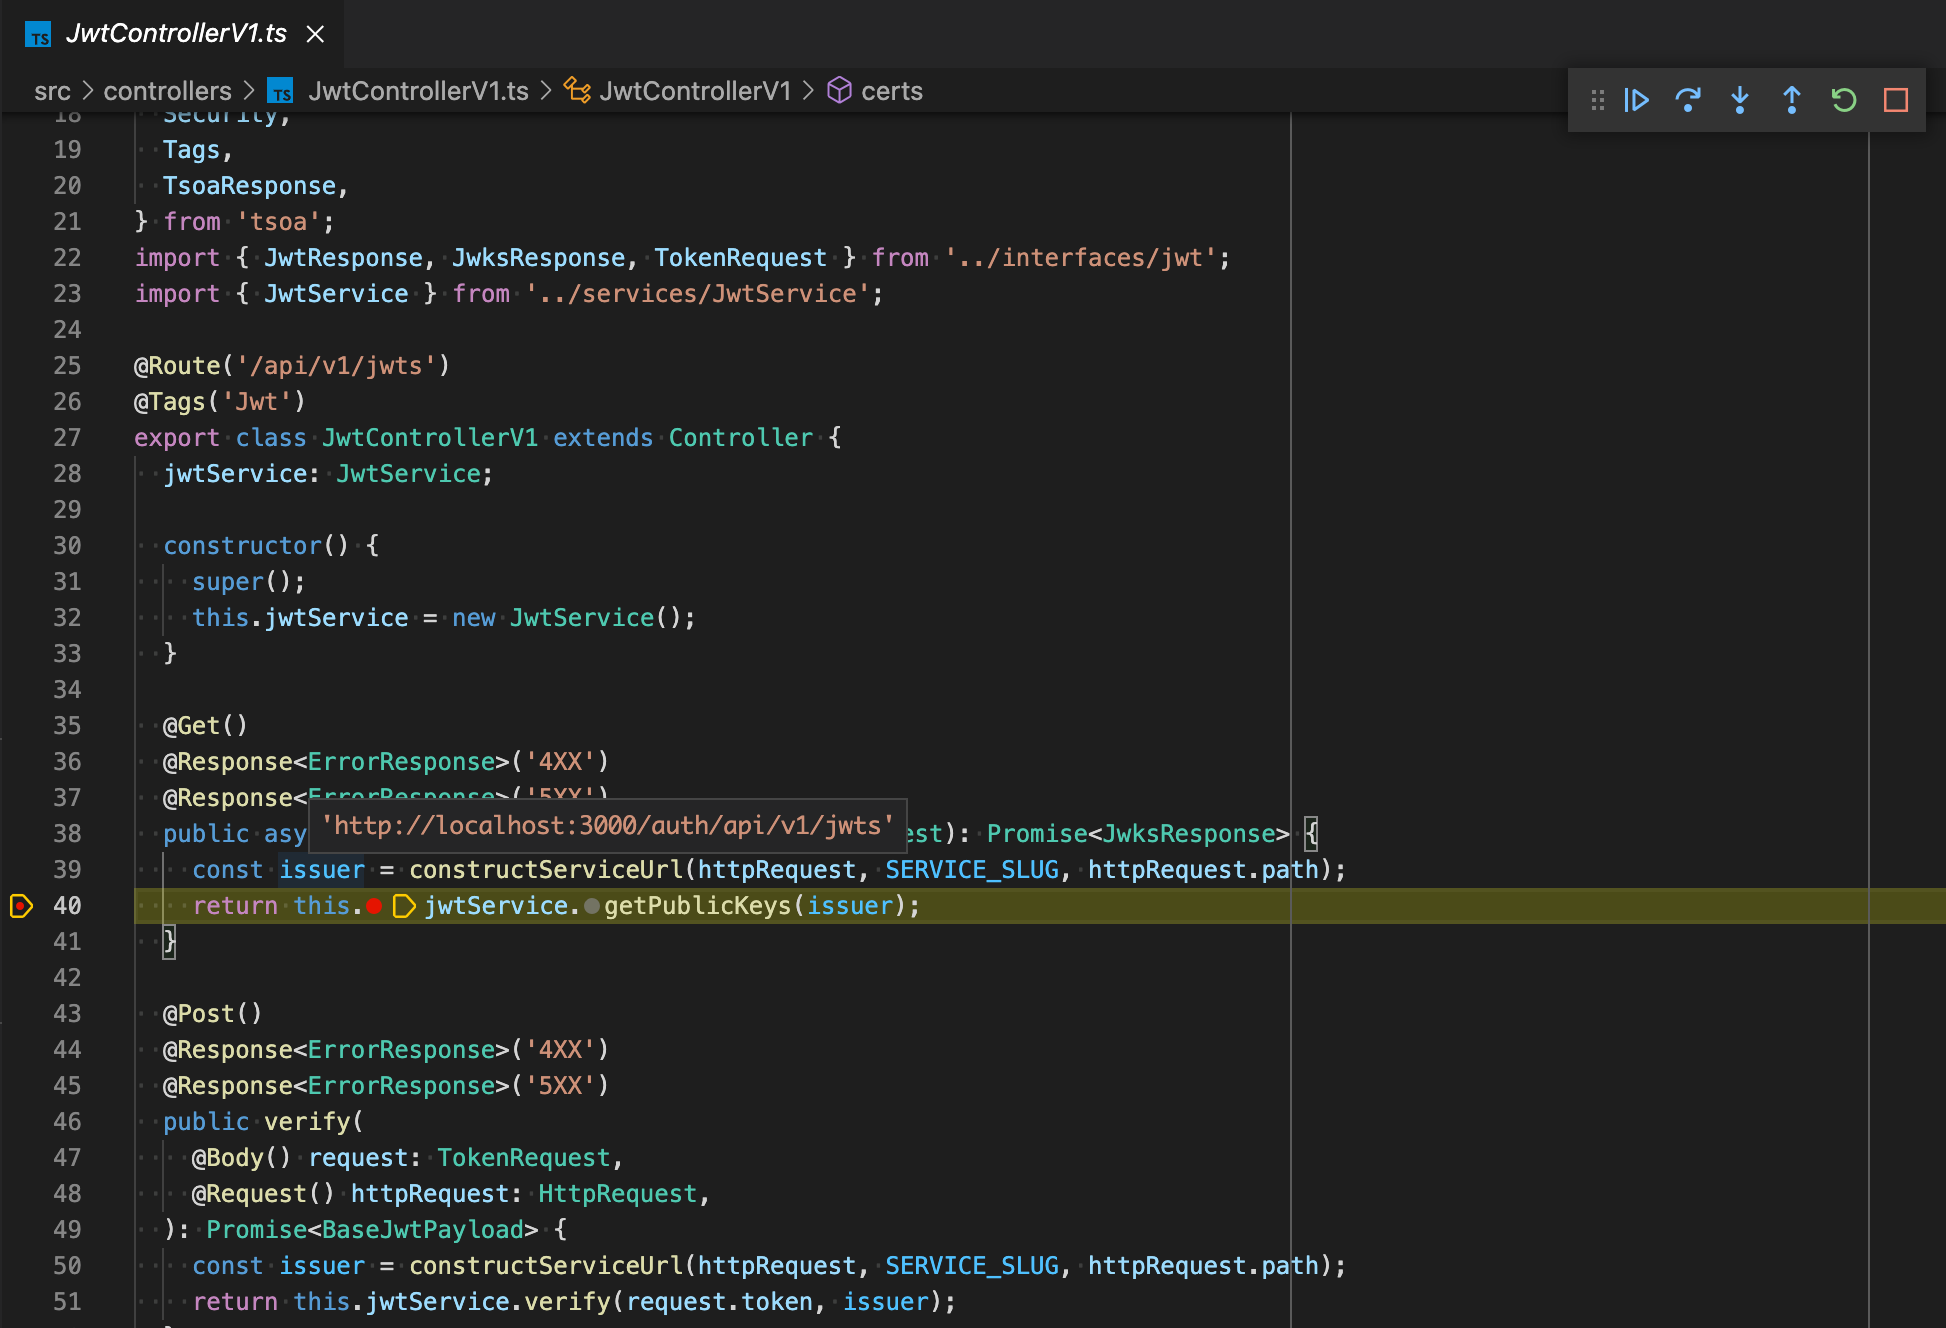 JwtControllerV1.ts
src > controllers > TS JwtControllerV1.ts > JwtControllerV1 > certs
18 Security,
19 Tags,
20 TsoaResponse,
21 } from 'tsoa';
22 import { JwtResponse, JwksResponse, TokenRequest } from '../interfaces/jwt';
23 import { JwtService } from '../services/JwtService';
24
25 @Route('/api/v1/jwts')
26 @Tags('Jwt')
27 export class JwtControllerV1 extends Controller {
28 jwtService: JwtService;
29
30 constructor() {
31 super();
32 this.jwtService = new JwtService();
33 }
34
35 @Get()
36 @Response<ErrorResponse>('4XX')
37 @Response<ErrorResponse>('5XX')
'http://localhost:3000/auth/api/v1/jwts'
38 public asy est): Promise<JwksResponse> {
39 const issuer = constructServiceUrl(httpRequest, SERVICE_SLUG, httpRequest.path);
40 return this.jwtService.getPublicKeys(issuer);
41 }
42
43 @Post()
44 @Response<ErrorResponse>('4XX')
45 @Response<ErrorResponse>('5XX')
46 public verify(
47 @Body() request: TokenRequest,
48 @Request() httpRequest: HttpRequest,
49 ): Promise<BaseJwtPayload> {
50 const issuer = constructServiceUrl(httpRequest, SERVICE_SLUG, httpRequest.path);
51 return this.jwtService.verify(request.token, issuer);